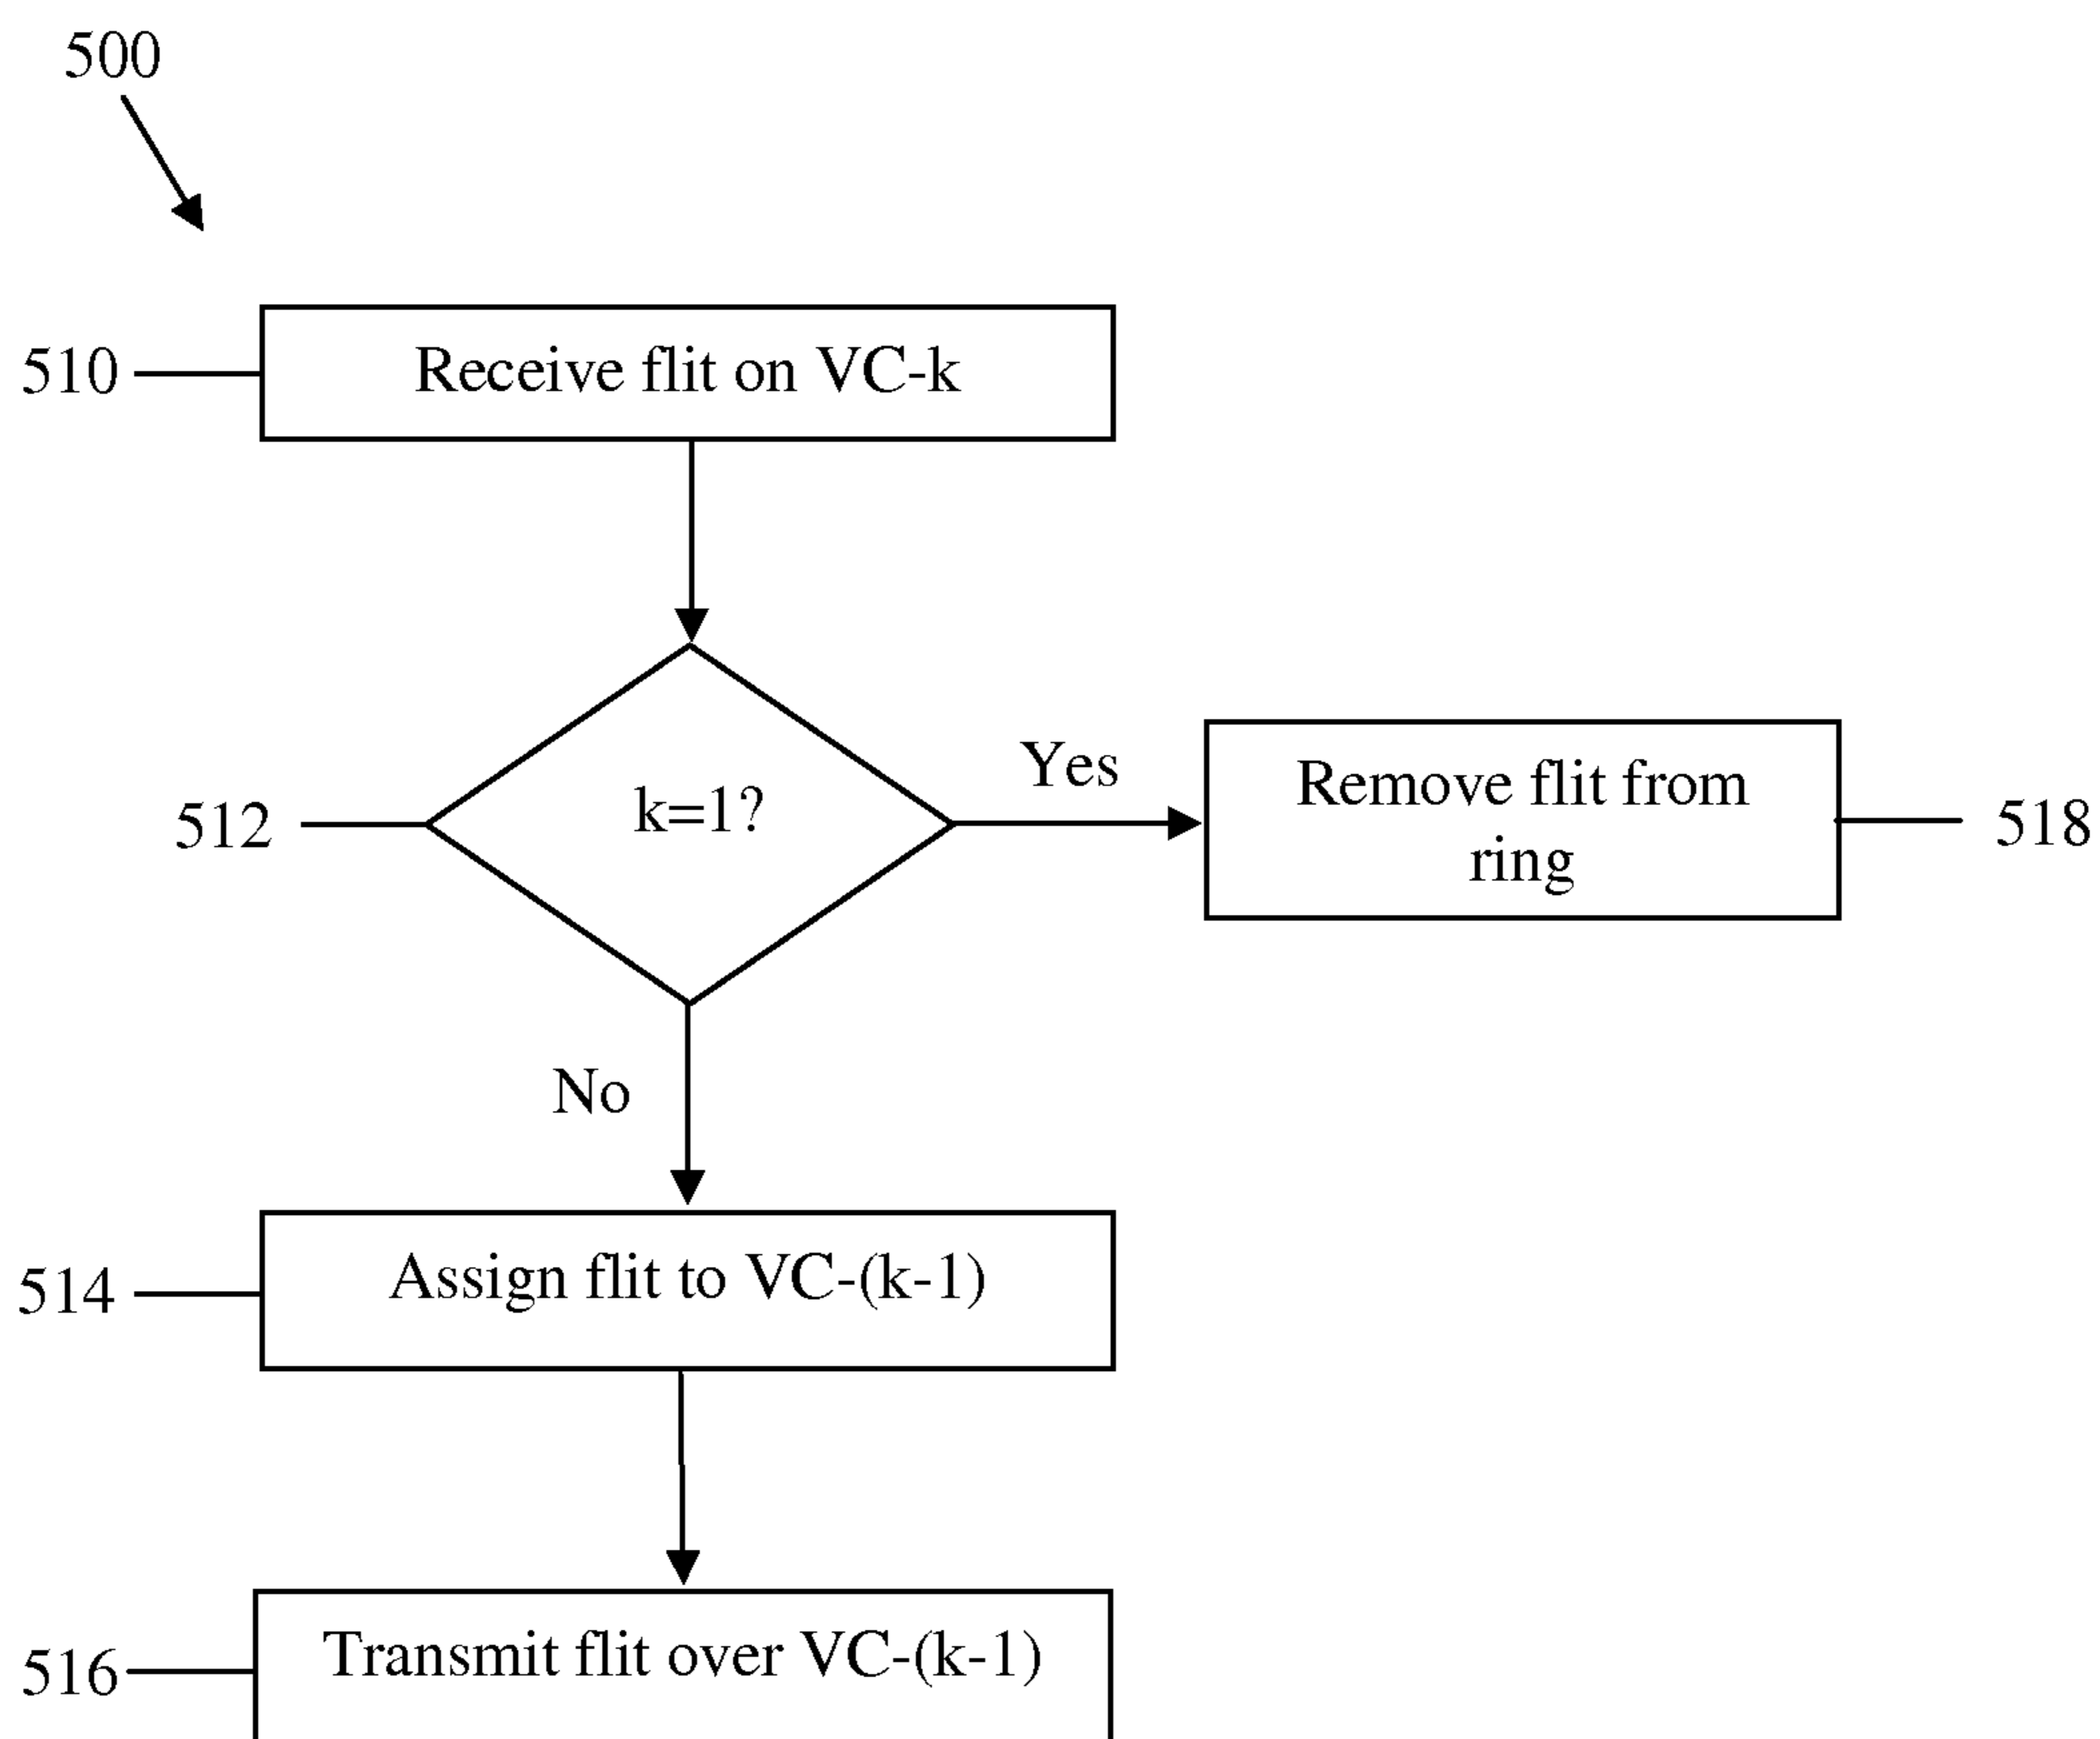 500
510
Receive flit on VC-k
512
k=1?
Yes
Remove flit from
ring
518
No
514
Assign flit to VC-(k-1)
516
Transmit flit over VC-(k-1)